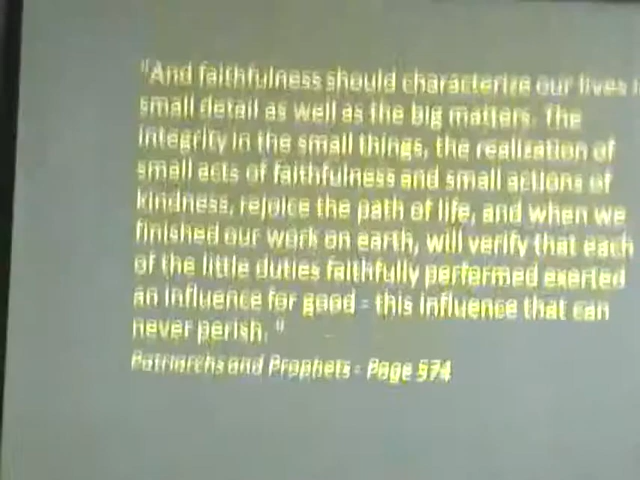 "And faithfulness should characterize our lives i
small detail as well as the big matters. The
integrity in the small things, the realization of
small acts of faithfulness and small actions of
kindness, rejoice the path of life, and when we
finished our work on earth, will verify that each
of the little duties faithfully performed exerted
an influence for good - this influence that can
never perish. "
Patriarchs and Prophets - Page 574